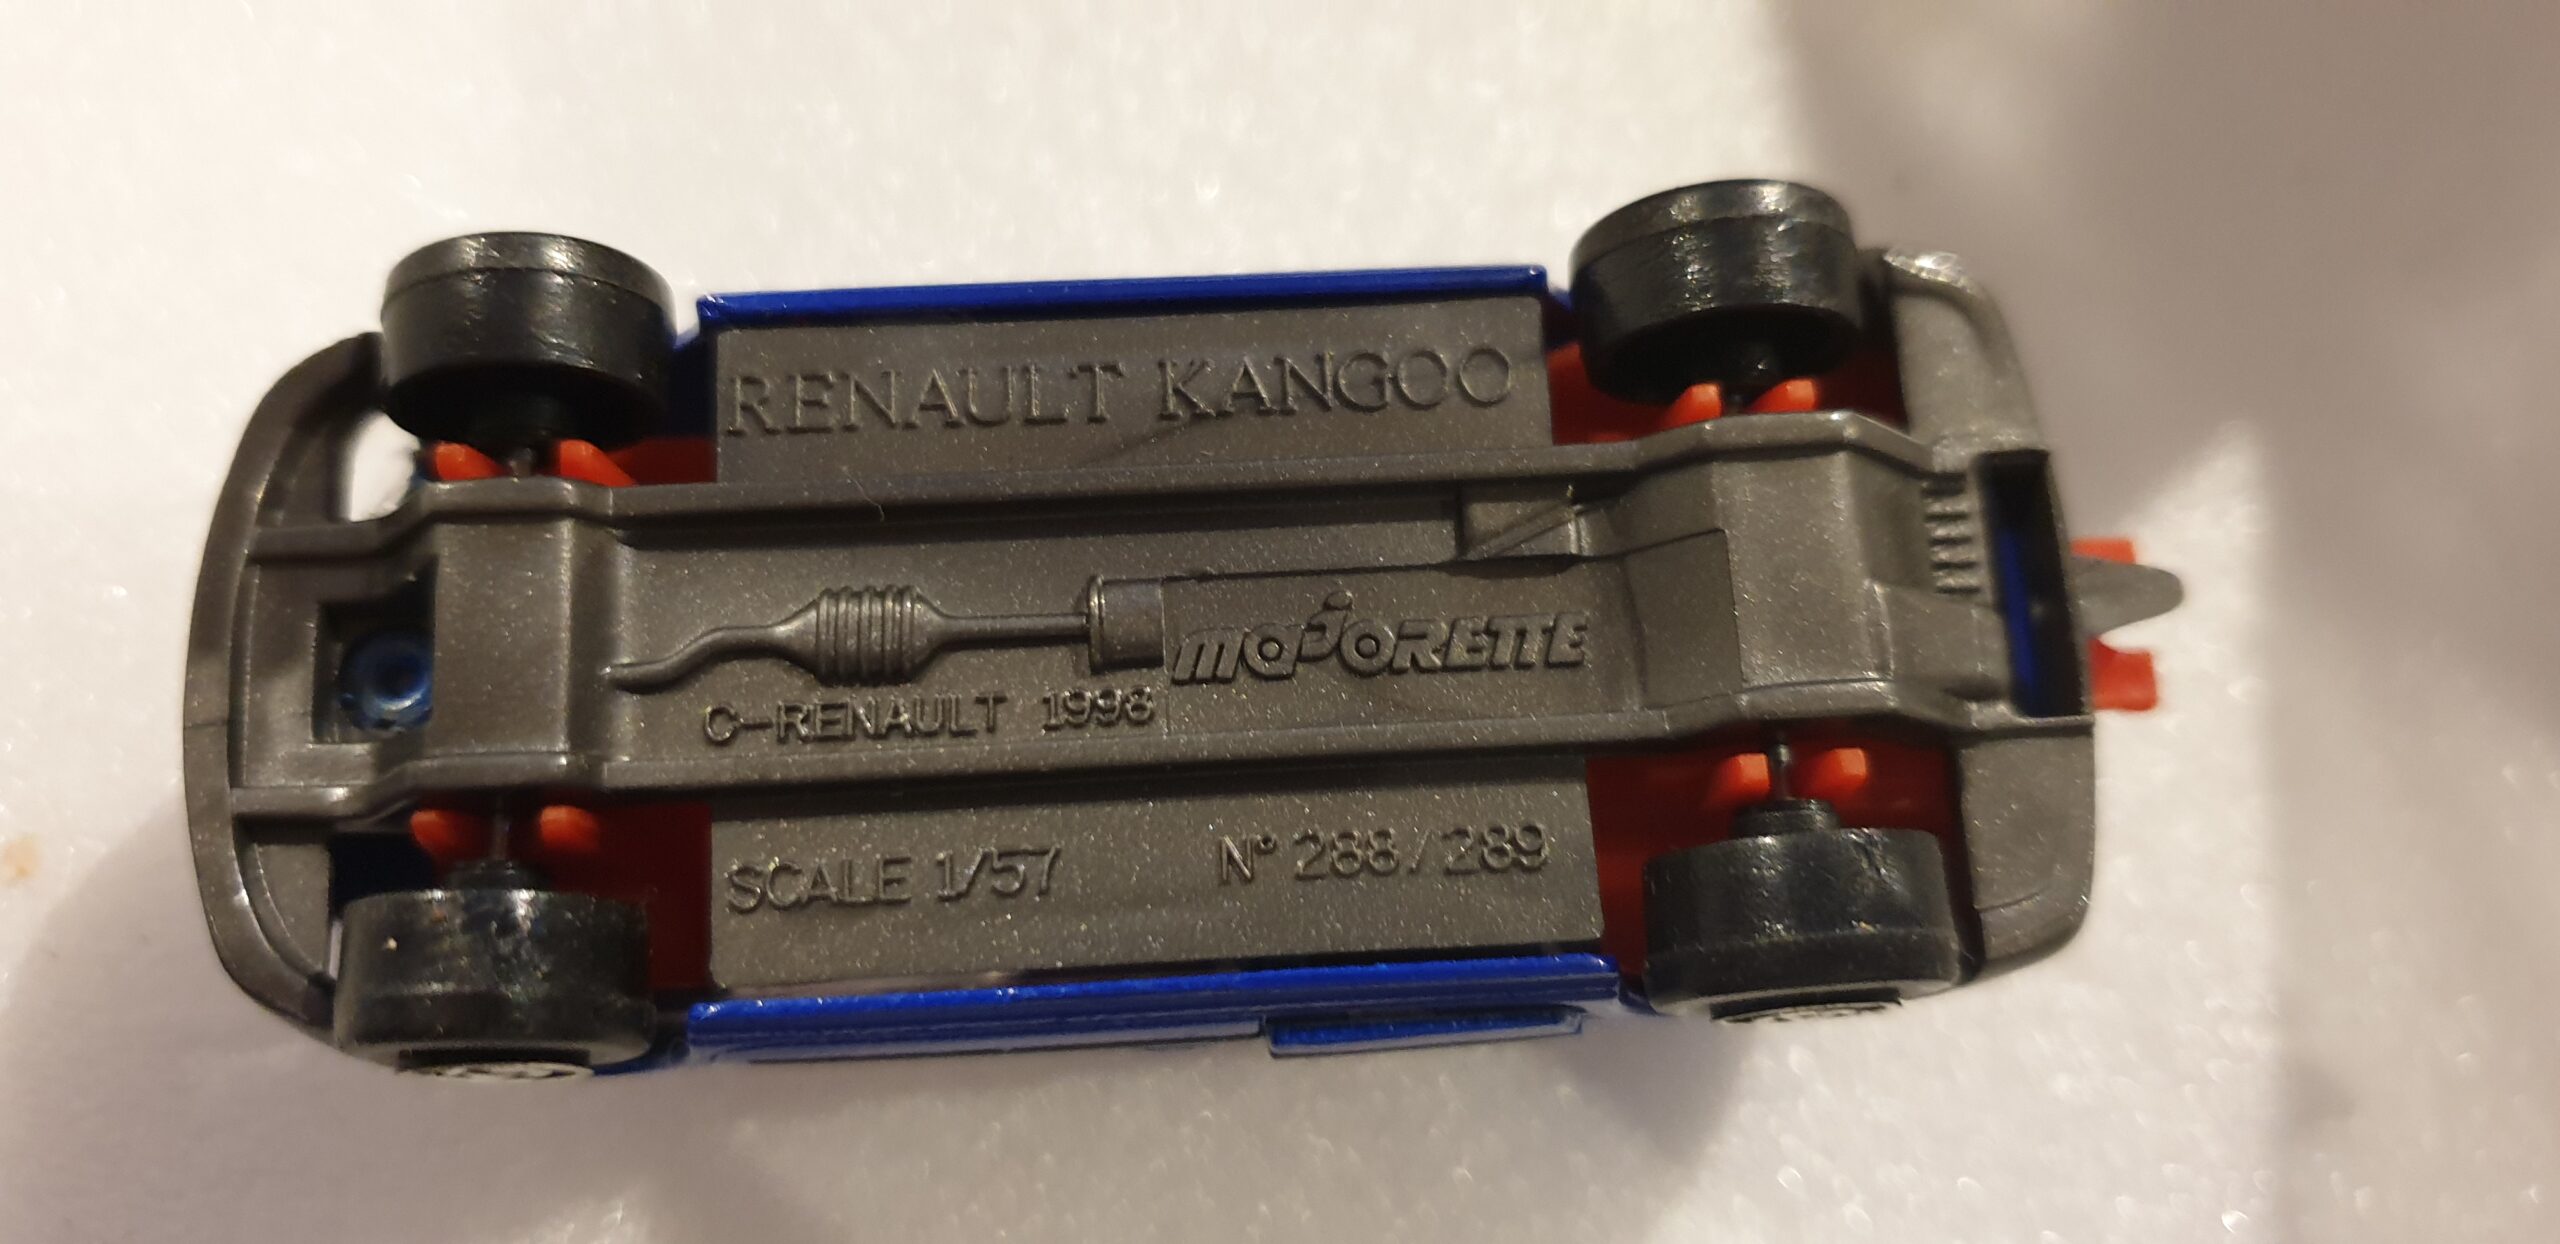 RENAULT KANGOO
majorette
C-RENAULT 1998
SCALE 1/57 N° 288/289